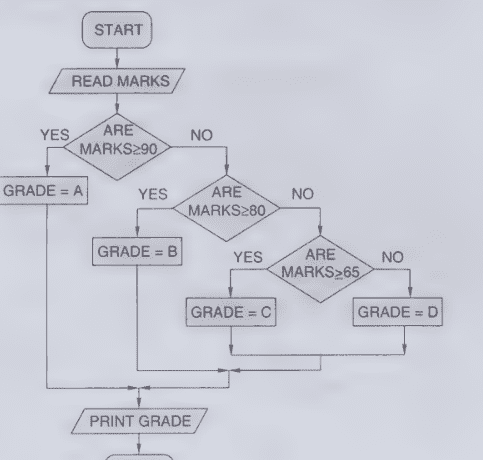 START
READ MARKS
YES
ARE
MARKS≥90
NO
GRADE = A
YES
ARE
MARKS≥80
NO
GRADE = B
YES
ARE
MARKS≥65
NO
GRADE = C
GRADE = D
PRINT GRADE